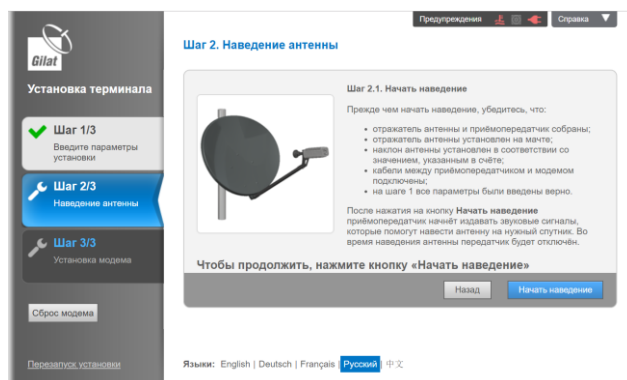 Предупреждения
Справка
Gilat
Установка терминала
Шаг 1/3
Введите параметры
установки
Шаг 2/3
Наведение антенны
Шаг 3/3
Установка модема
Сброс модема
Перезапуск установки
Шаг 2. Наведение антенны
Шаг 2.1. Начать наведение
Прежде чем начать наведение, убедитесь, что:
• отражатель антенны и приёмопередатчик собраны;
• отражатель антенны установлен на мачте;
• наклон антенны установлен в соответствии со
значением, указанным в счёте;
• кабели между приёмопередатчиком и модемом
подключены;
• на шаге 1 все параметры были введены верно.
После нажатия на кнопку Начать наведение
приёмопередатчик начнёт издавать звуковые сигналы,
которые помогут навести антенну на нужный спутник. Во
время наведения антенны передатчик будет отключён.
Чтобы продолжить, нажмите кнопку «Начать наведение»
Назад
Начать наведение
Языки: English | Deutsch | Français | Русский | 中文